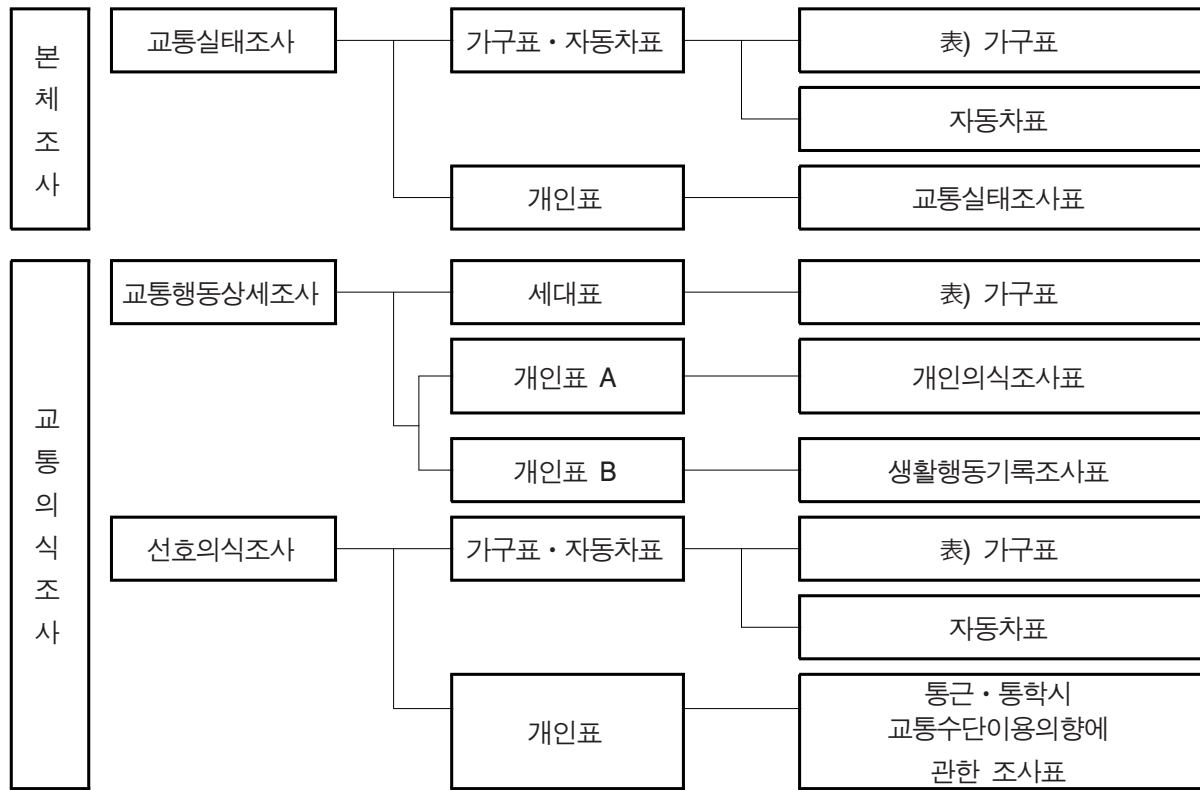 본체조사
교통실태조사
가구표・자동차표
表) 가구표
자동차표
개인표
교통실태조사표
교통의식조사
교통행동상세조사
세대표
表) 가구표
개인표 A
개인의식조사표
개인표 B
생활행동기록조사표
선호의식조사
가구표・자동차표
表) 가구표
자동차표
개인표
통근・통학시
교통수단이용의향에
관한 조사표